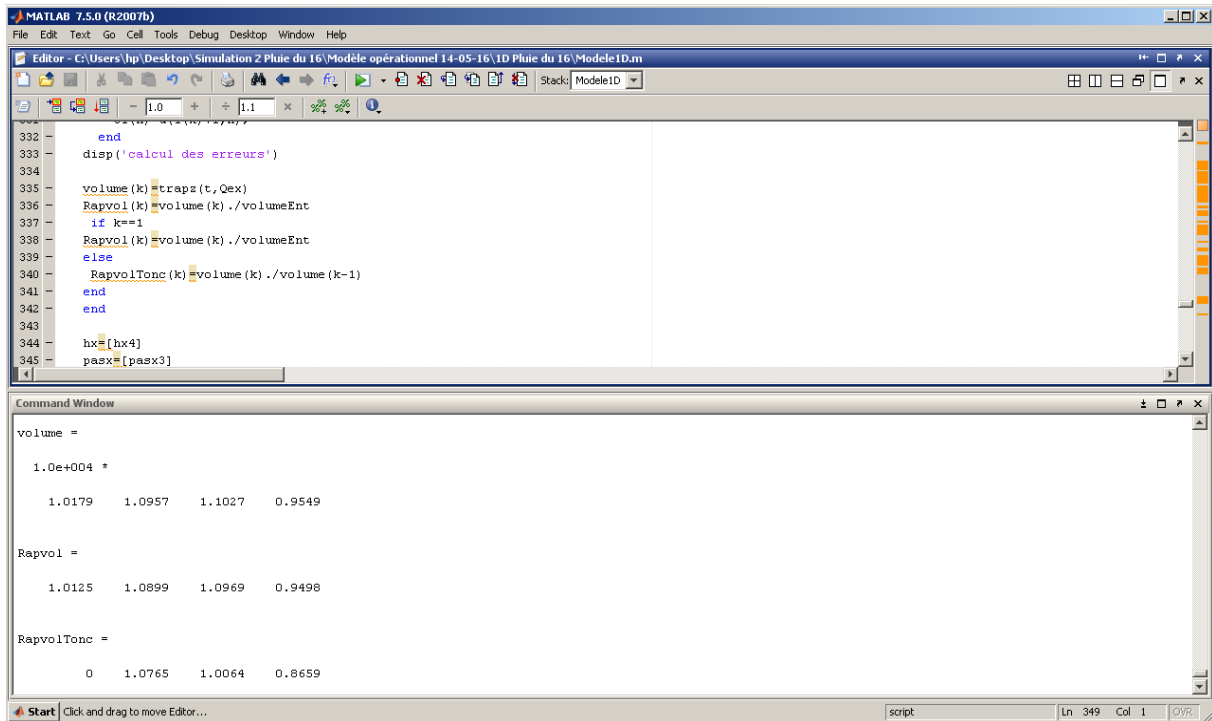 MATLAB 7.5.0 (R2007b)
File Edit Text Go Cell Tools Debug Desktop Window Help
Editor - C:\Users\hp\Desktop\Simulation 2 Pluie du 16\Modèle opérationnel 14-05-16\1D Pluie du 16\Modele1D.m
Stack: Modele1D
- 1.0 + ÷ 1.1 ×
332 - end
333 - disp('calcul des erreurs')
334
335 - volume(k)=trapz(t,Qex)
336 - Rapvol(k)=volume(k)./volumeEnt
337 - if k==1
338 - Rapvol(k)=volume(k)./volumeEnt
339 - else
340 - RapvolTonc(k)=volume(k)./volume(k-1)
341 - end
342 - end
343
344 - hx=[hx4]
345 - pasx=[pasx3]
Command Window
volume =
1.0e+004 *
1.0179 1.0957 1.1027 0.9549
Rapvol =
1.0125 1.0899 1.0969 0.9498
RapvolTonc =
0 1.0765 1.0064 0.8659
Start Click and drag to move Editor... script Ln 349 Col 1 OVR